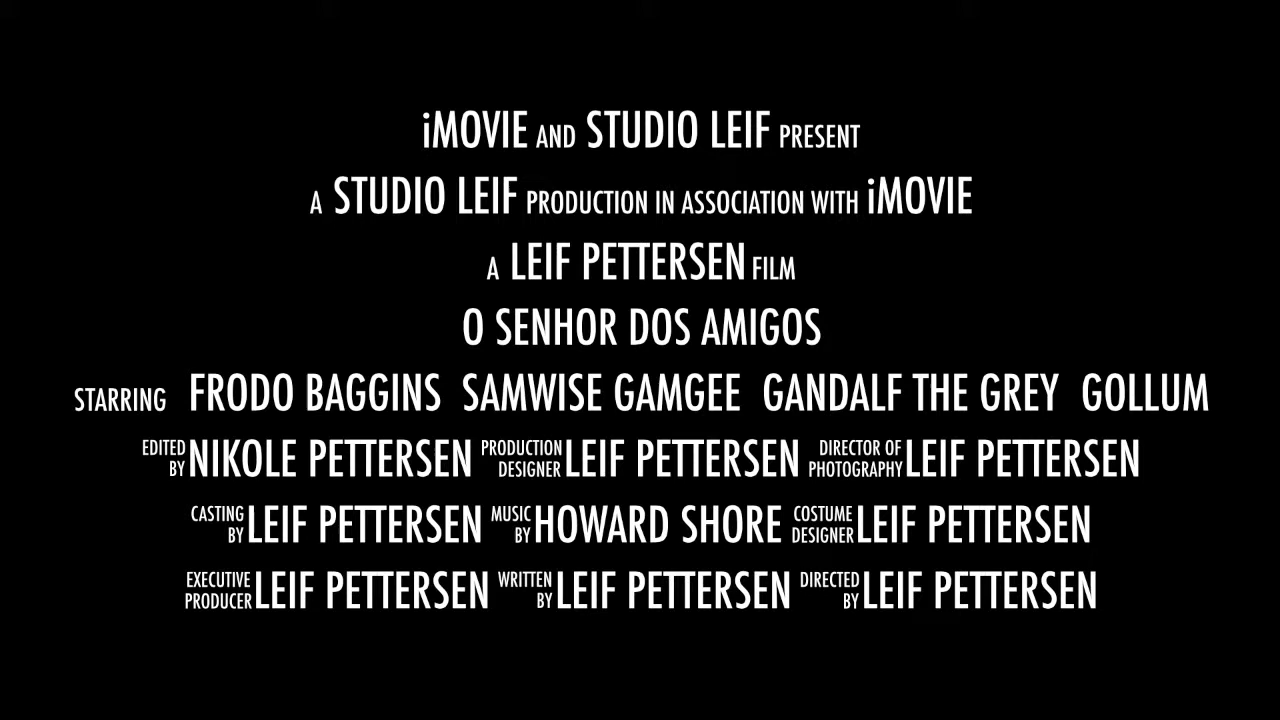 iMOVIE AND STUDIO LEIF PRESENT
A STUDIO LEIF PRODUCTION IN ASSOCIATION WITH iMOVIE
A LEIF PETTERSEN FILM
O SENHOR DOS AMIGOS
STARRING FRODO BAGGINS SAMWISE GAMGEE GANDALF THE GREY GOLLUM
EDITED BY NIKOLE PETTERSEN PRODUCTION DESIGNER LEIF PETTERSEN DIRECTOR OF PHOTOGRAPHY LEIF PETTERSEN
CASTING BY LEIF PETTERSEN MUSIC BY HOWARD SHORE COSTUME DESIGNER LEIF PETTERSEN
EXECUTIVE PRODUCER LEIF PETTERSEN WRITTEN BY LEIF PETTERSEN DIRECTED BY LEIF PETTERSEN